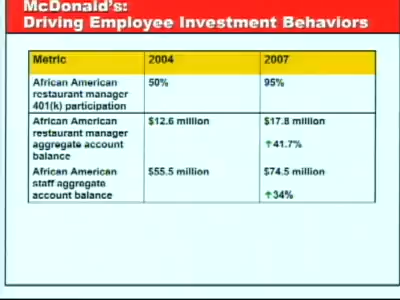 McDonald's:
Driving Employee Investment Behaviors
Metric 2004 2007
African American 50% 95%
restaurant manager
401(k) participation
African American $12.6 million $17.8 million
restaurant manager
aggregate account ↑41.7%
balance
African American $55.5 million $74.5 million
staff aggregate
account balance ↑34%